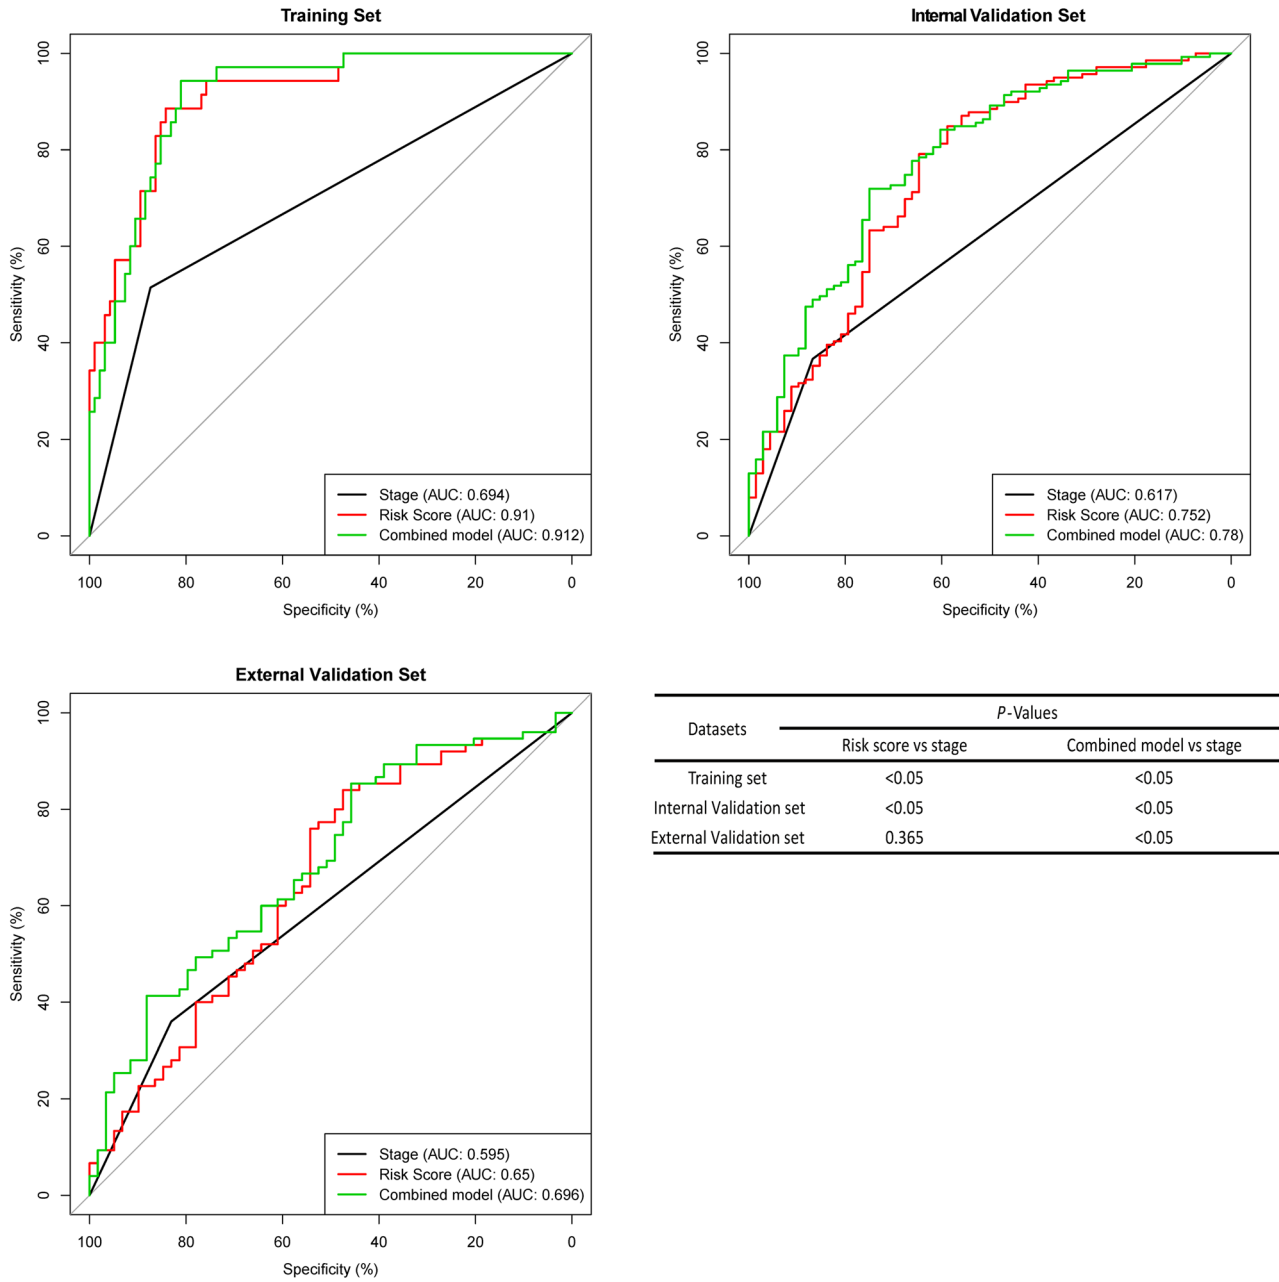 Training Set
Sensitivity (%)
100
80
60
40
20
0
Stage (AUC: 0.694)
Risk Score (AUC: 0.91)
Combined model (AUC: 0.912)
100 80 60 40 20 0
Specificity (%)
Internal Validation Set
Sensitivity (%)
100
80
60
40
20
0
Stage (AUC: 0.617)
Risk Score (AUC: 0.752)
Combined model (AUC: 0.78)
100 80 60 40 20 0
Specificity (%)
External Validation Set
Sensitivity (%)
100
80
60
40
20
0
Stage (AUC: 0.595)
Risk Score (AUC: 0.65)
Combined model (AUC: 0.696)
100 80 60 40 20 0
Specificity (%)
Datasets P-Values
Risk score vs stage Combined model vs stage
Training set <0.05 <0.05
Internal Validation set <0.05 <0.05
External Validation set 0.365 <0.05